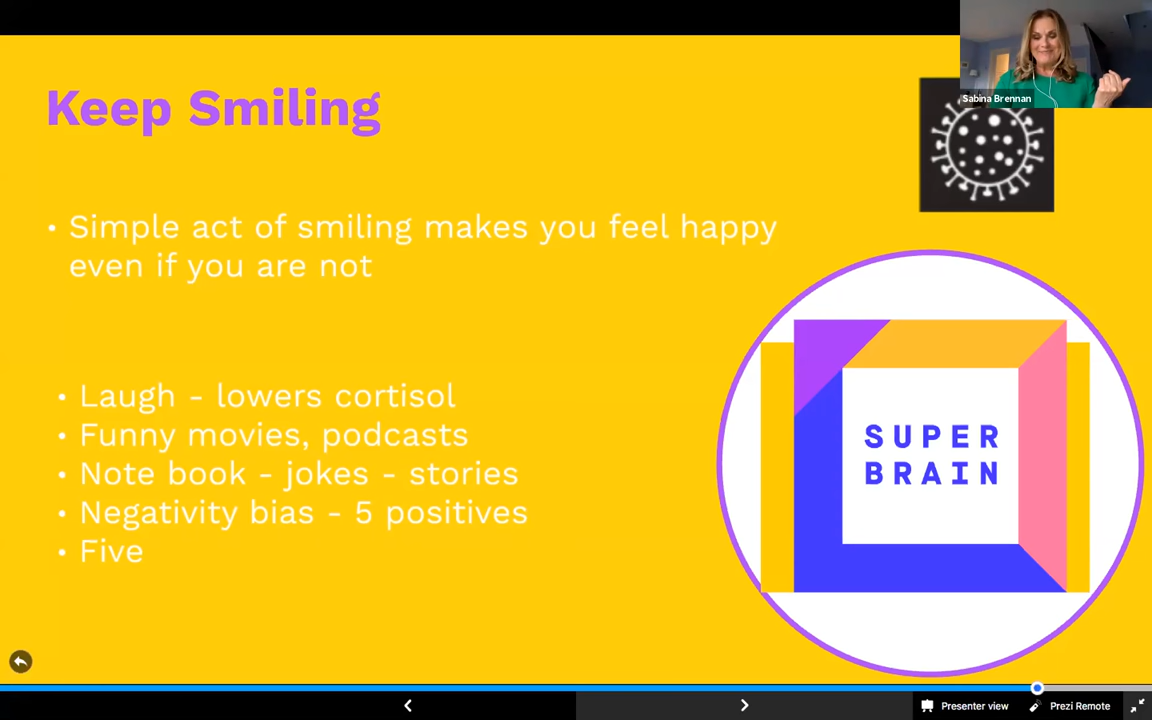 Sabina Brennan
Keep Smiling
• Simple act of smiling makes you feel happy
even if you are not
• Laugh - lowers cortisol
• Funny movies, podcasts
• Note book - jokes - stories
• Negativity bias - 5 positives
• Five
SUPER
BRAIN
Presenter view
Prezi Remote